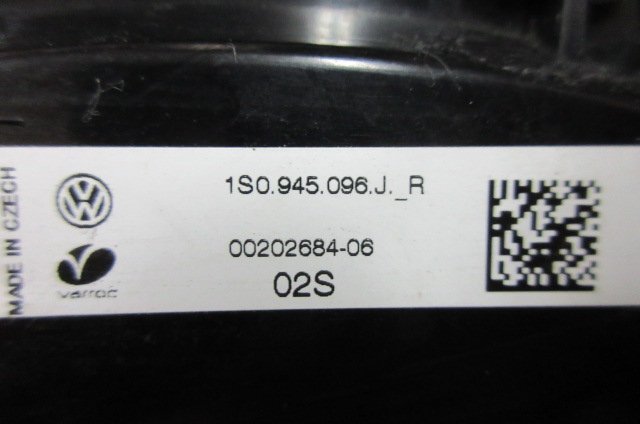 MADE IN CZECH
1S0.945.096.J._R
00202684-06
varroc
02S